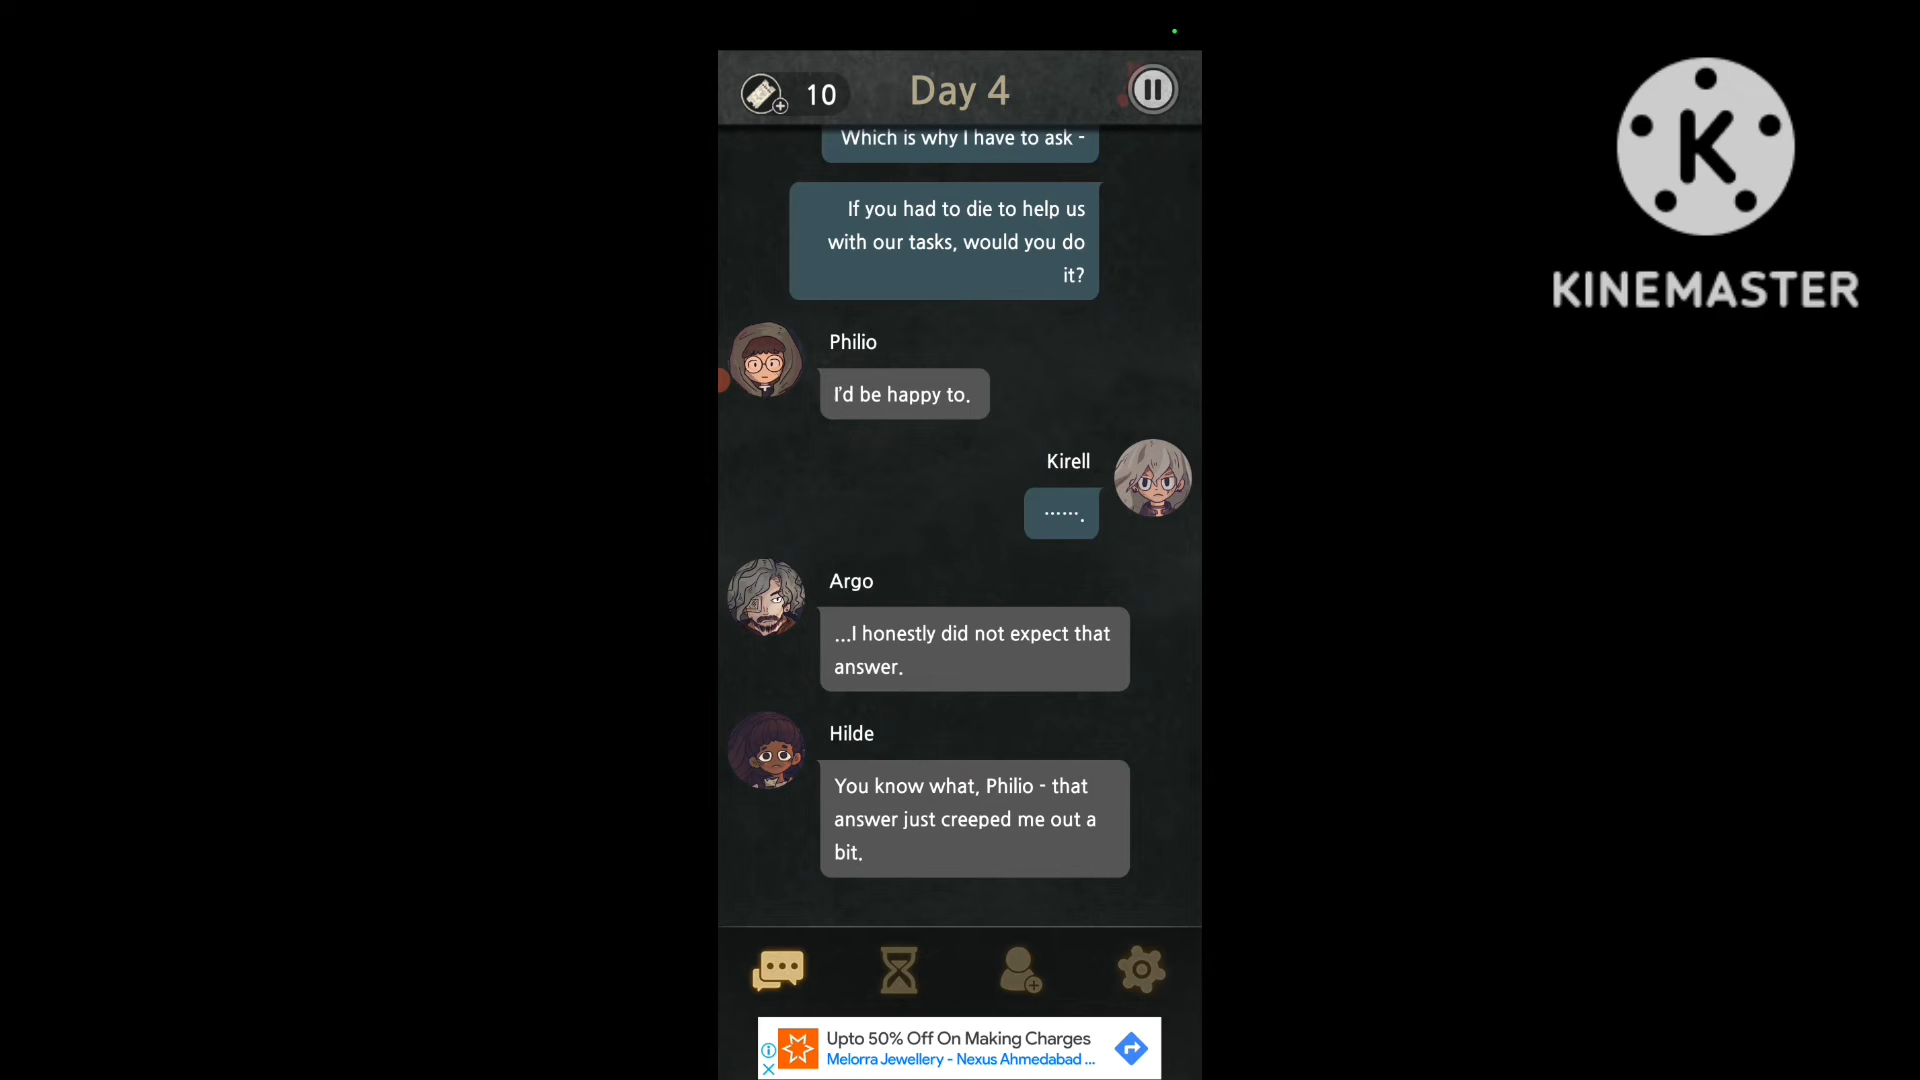 10
Day 4
Which is why I have to ask -
If you had to die to help us
with our tasks, would you do
it?
Philio
I'd be happy to.
Kirell
.......
Argo
...I honestly did not expect that
answer.
Hilde
You know what, Philio - that
answer just creeped me out a
bit.
Upto 50% Off On Making Charges
Melorra Jewellery - Nexus Ahmedabad ...
K
KINEMASTER